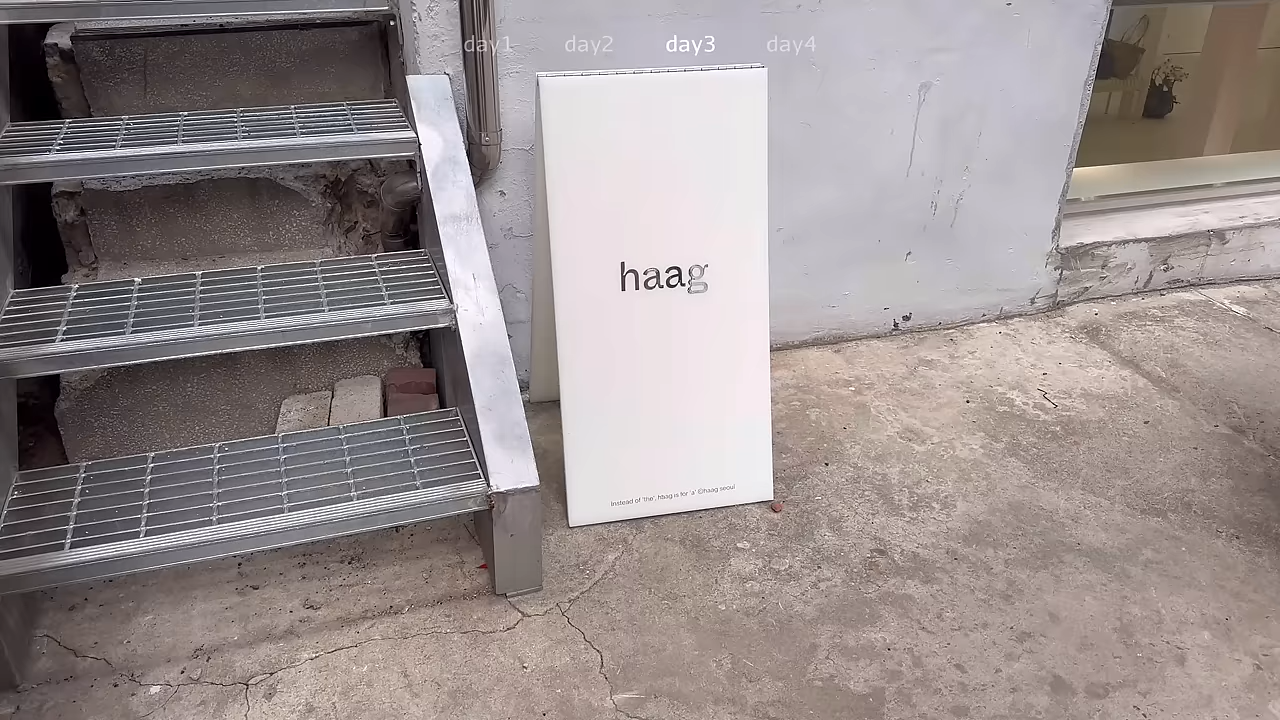 day1 day2 day3 day4
haag
Instead of 'the', haag is for 'a' ©haag seoul